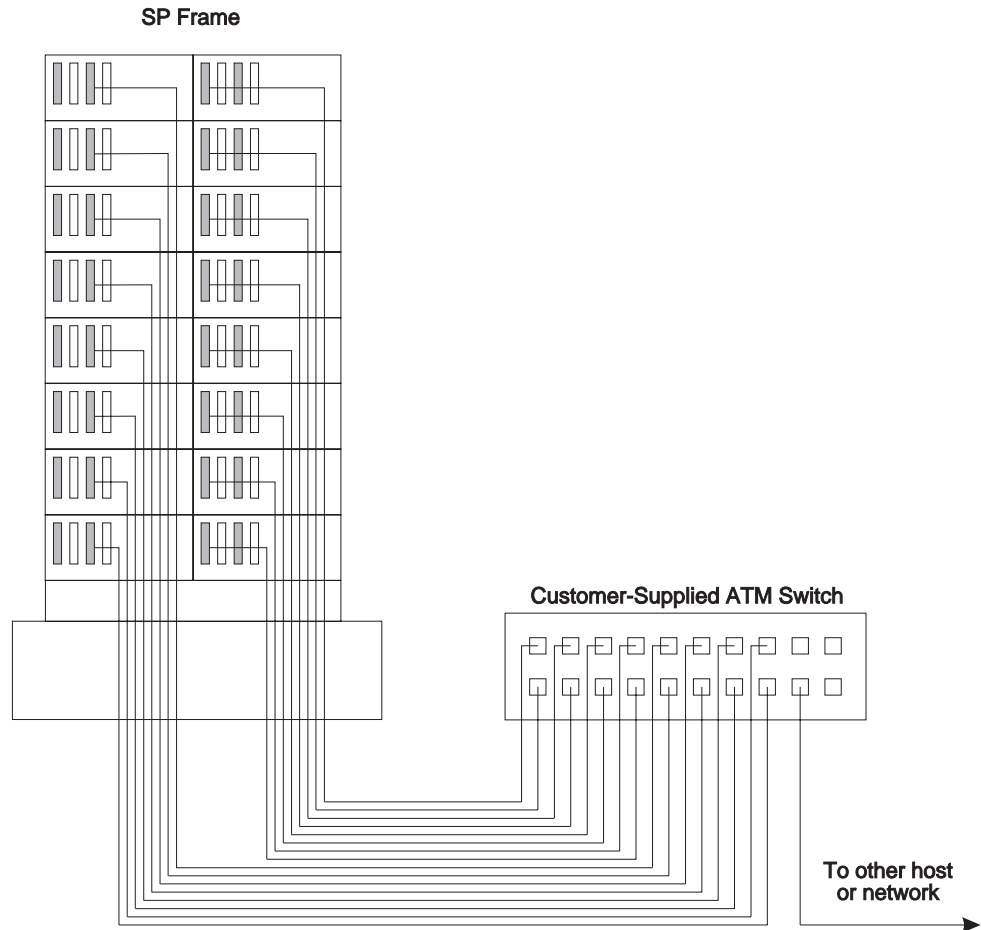 SP Frame
Customer-Supplied ATM Switch
To other host
or network